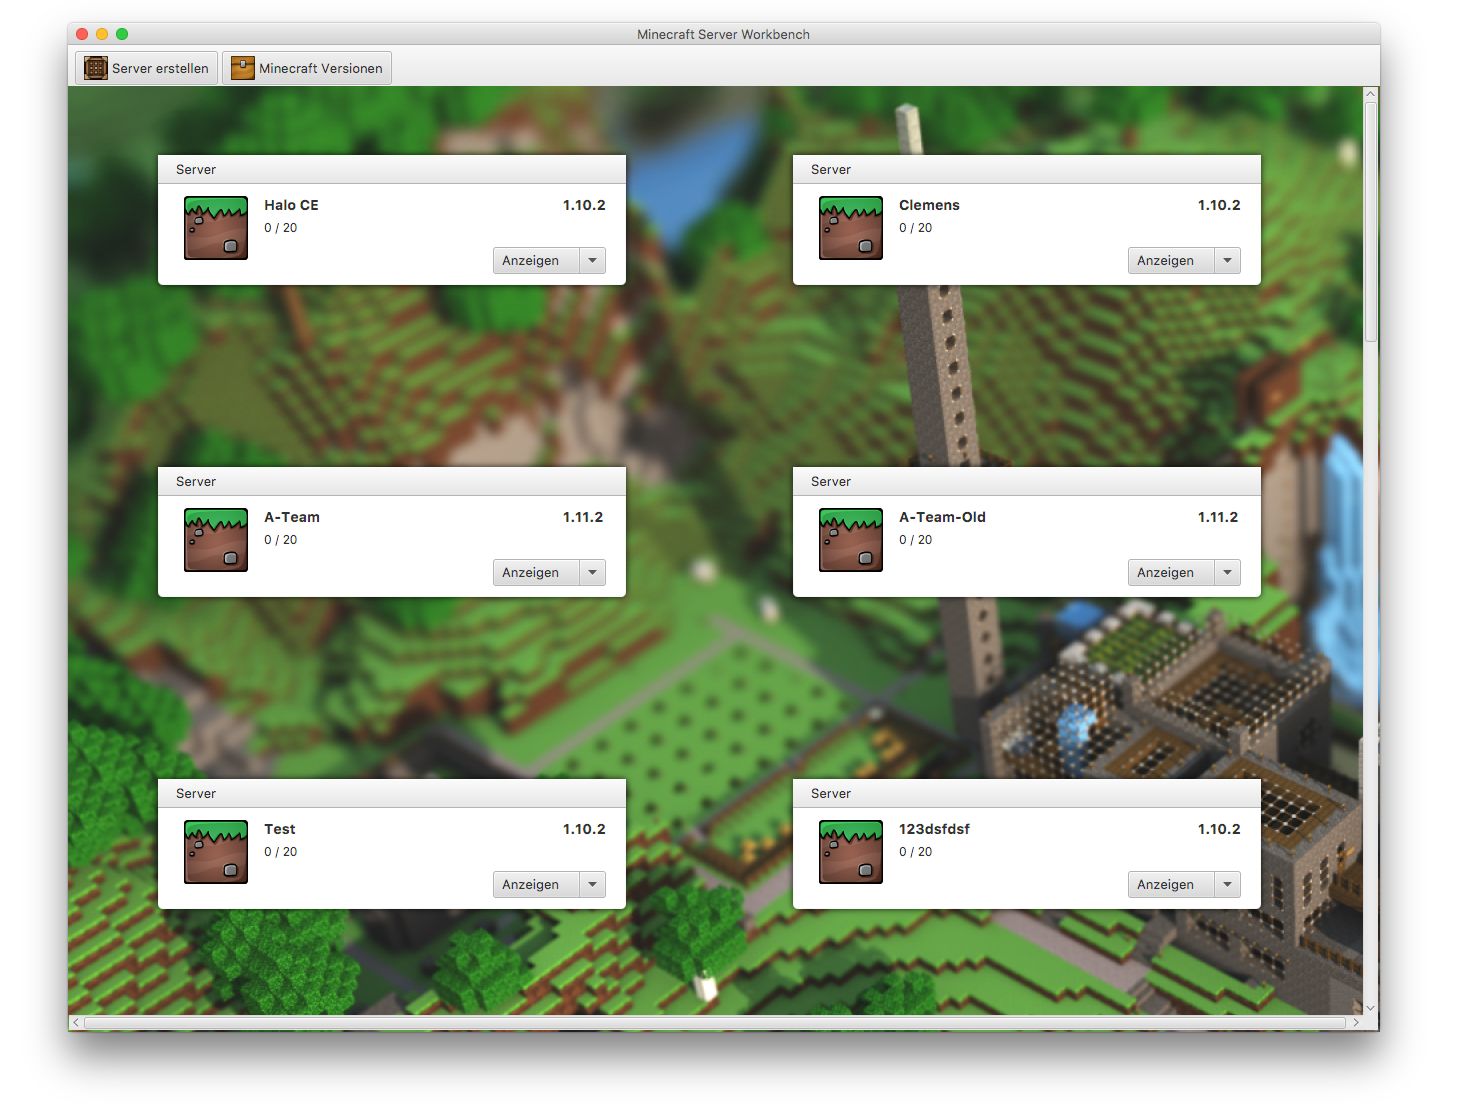 Minecraft Server Workbench
Server erstellen
Minecraft Versionen
Server
Halo CE
1.10.2
0 / 20
Anzeigen
Server
Clemens
1.10.2
0 / 20
Anzeigen
Server
A-Team
1.11.2
0 / 20
Anzeigen
Server
A-Team-Old
1.11.2
0 / 20
Anzeigen
Server
Test
1.10.2
0 / 20
Anzeigen
Server
123dsfdsf
1.10.2
0 / 20
Anzeigen